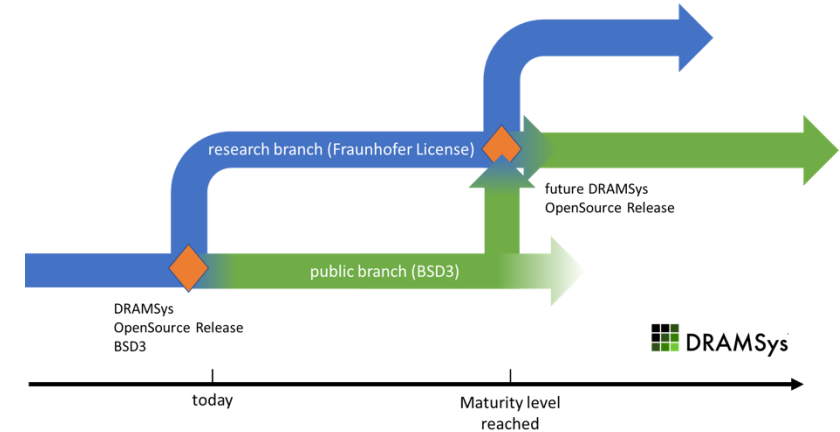 research branch (Fraunhofer License)
future DRAMSys
OpenSource Release
public branch (BSD3)
DRAMSys
OpenSource Release
BSD3
DRAMSys
today
Maturity level
reached